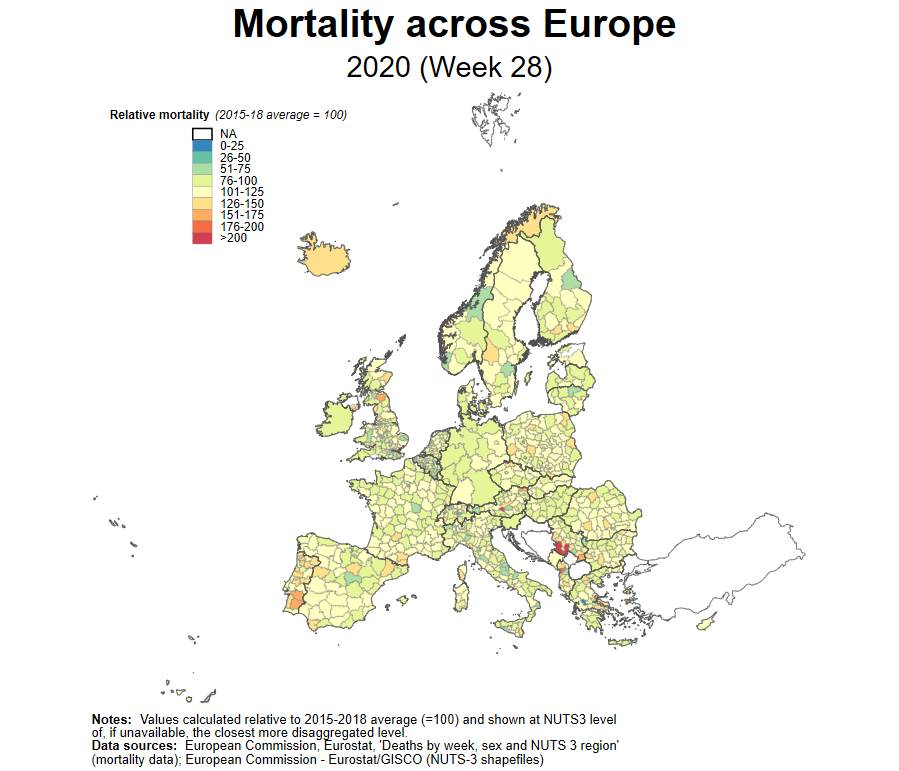 Mortality across Europe
2020 (Week 28)
Relative mortality (2015-18 average = 100)
NA
0-25
26-50
51-75
76-100
101-125
126-150
151-175
176-200
>200
Notes: Values calculated relative to 2015-2018 average (=100) and shown at NUTS3 level
of, if unavailable, the closest more disaggregated level.
Data sources: European Commission, Eurostat, 'Deaths by week, sex and NUTS 3 region'
(mortality data); European Commission - Eurostat/GISCO (NUTS-3 shapefiles)